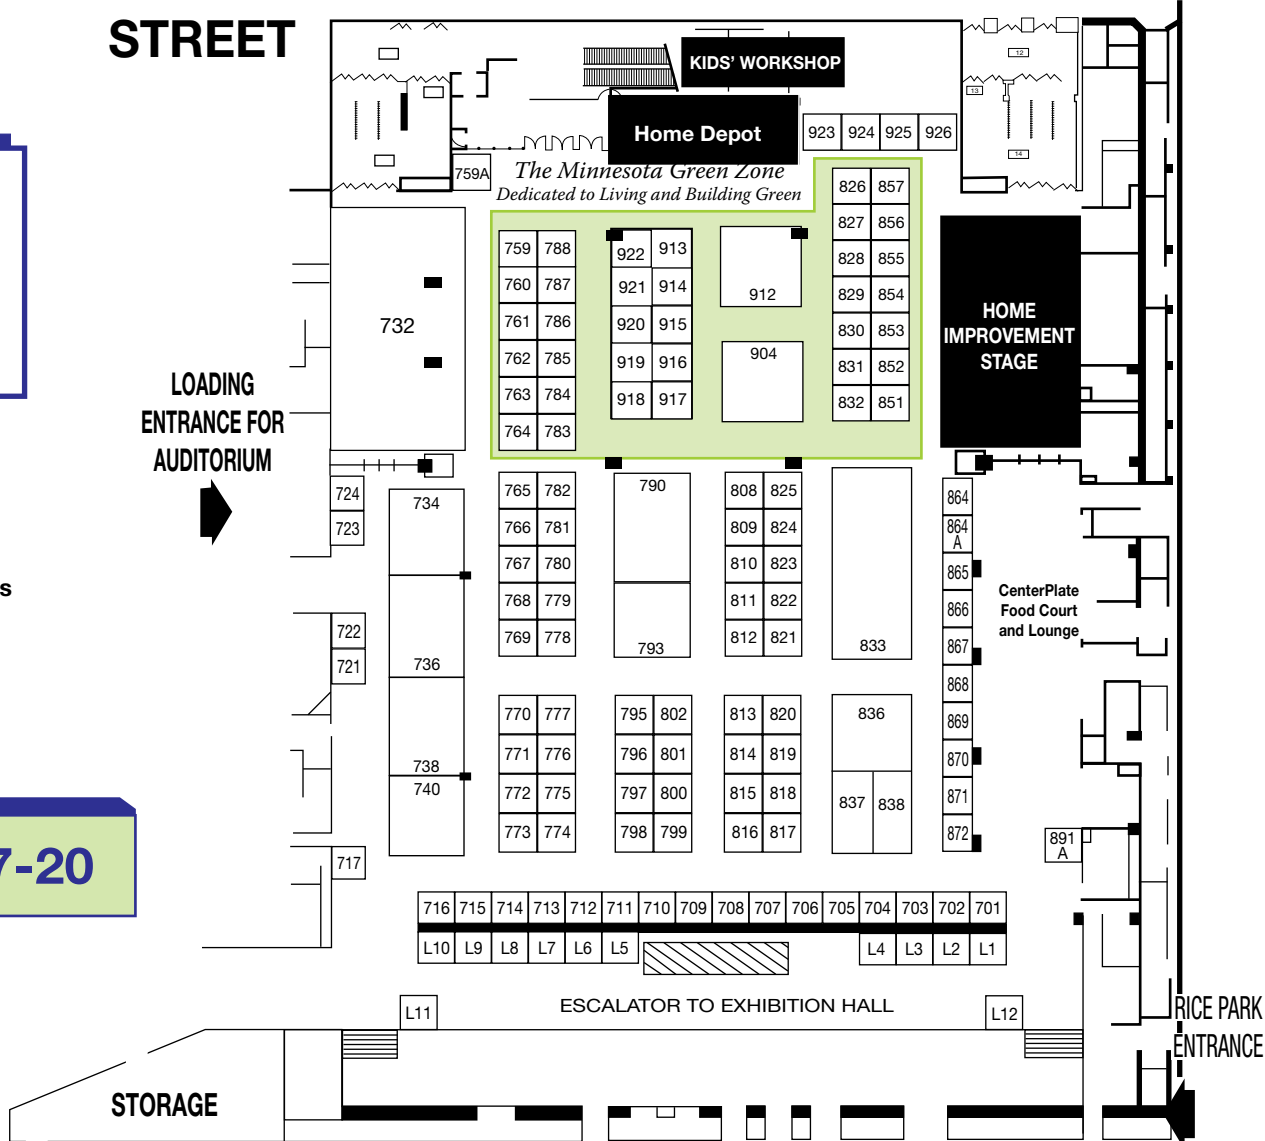 STREET
KIDS' WORKSHOP
12
13
14
Home Depot
923 924 925 926
759A
The Minnesota Green Zone
Dedicated to Living and Building Green
826 857
827 856
828 855
829 854
830 853
831 852
832 851
759 788
760 787
761 786
762 785
763 784
764 783
922 913
921 914
920 915
919 916
918 917
912
904
732
HOME
IMPROVEMENT
STAGE
LOADING
ENTRANCE FOR
AUDITORIUM
724
723
722
721
717
734
736
738
740
765 782
766 781
767 780
768 779
769 778
790
793
808 825
809 824
810 823
811 822
812 821
833
864
864
A
865
866
867
868
869
870
871
872
CenterPlate
Food Court
and Lounge
s
770 777
771 776
772 775
773 774
795 802
796 801
797 800
798 799
813 820
814 819
815 818
816 817
836
837 838
891
A
7-20
716 715 714 713 712 711 710 709 708 707 706 705 704 703 702 701
L10 L9 L8 L7 L6 L5 L4 L3 L2 L1
L11
ESCALATOR TO EXHIBITION HALL
L12
RICE PARK
ENTRANCE
STORAGE